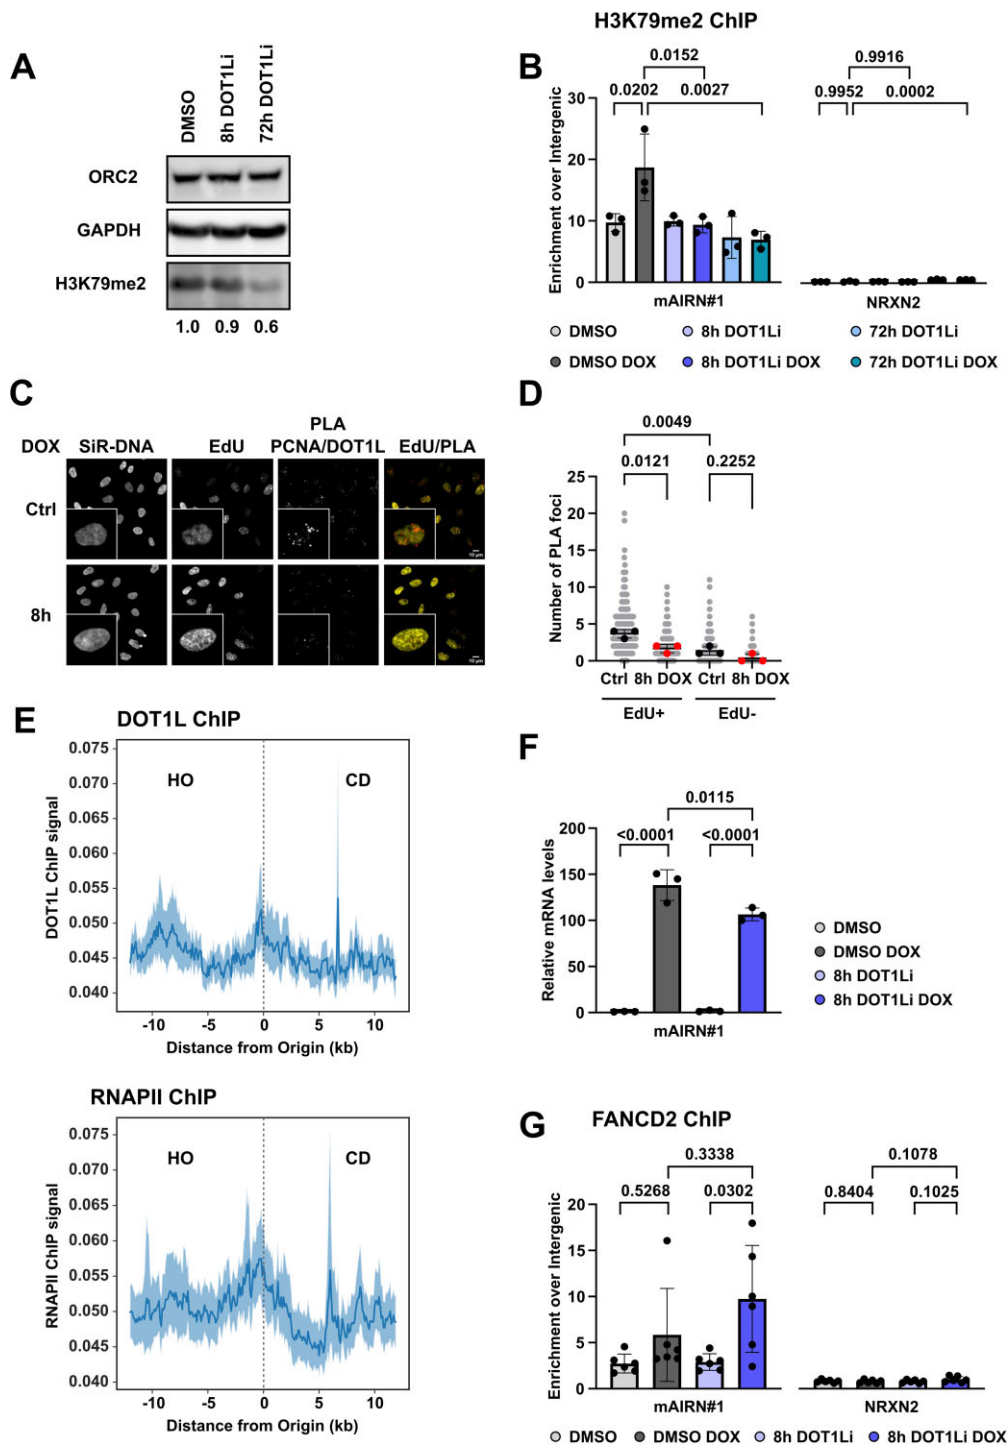 A
DMSO
8h DOT1Li
72h DOT1Li
ORC2
GAPDH
H3K79me2
1.0 0.9 0.6
H3K79me2 ChIP
B
0.0152
0.9916
0.0202 0.0027
0.9952 0.0002
Enrichment over Intergenic
30
20
10
0
mAIRN#1
NRXN2
DMSO
8h DOT1Li
72h DOT1Li
DMSO DOX
8h DOT1Li DOX
72h DOT1Li DOX
C
PLA
DOX SiR-DNA EdU PCNA/DOT1L EdU/PLA
Ctrl
10 μm
8h
10 μm
D
0.0049
0.0121 0.2252
Number of PLA foci
25
20
15
10
5
0
Ctrl 8h DOX Ctrl 8h DOX
EdU+ EdU-
E
DOT1L ChIP
HO CD
DOT1L ChIP signal
0.075
0.070
0.065
0.060
0.055
0.050
0.045
0.040
-10 -5 0 5 10
Distance from Origin (kb)
RNAPII ChIP
HO CD
RNAPII ChIP signal
0.075
0.070
0.065
0.060
0.055
0.050
0.045
0.040
-10 -5 0 5 10
Distance from Origin (kb)
F
0.0115
<0.0001 <0.0001
Relative mRNA levels
200
150
100
50
0
mAIRN#1
DMSO
DMSO DOX
8h DOT1Li
8h DOT1Li DOX
G
FANCD2 ChIP
0.3338
0.1078
0.5268 0.0302
0.8404 0.1025
Enrichment over Intergenic
20
15
10
5
0
mAIRN#1
NRXN2
DMSO DMSO DOX 8h DOT1Li 8h DOT1Li DOX